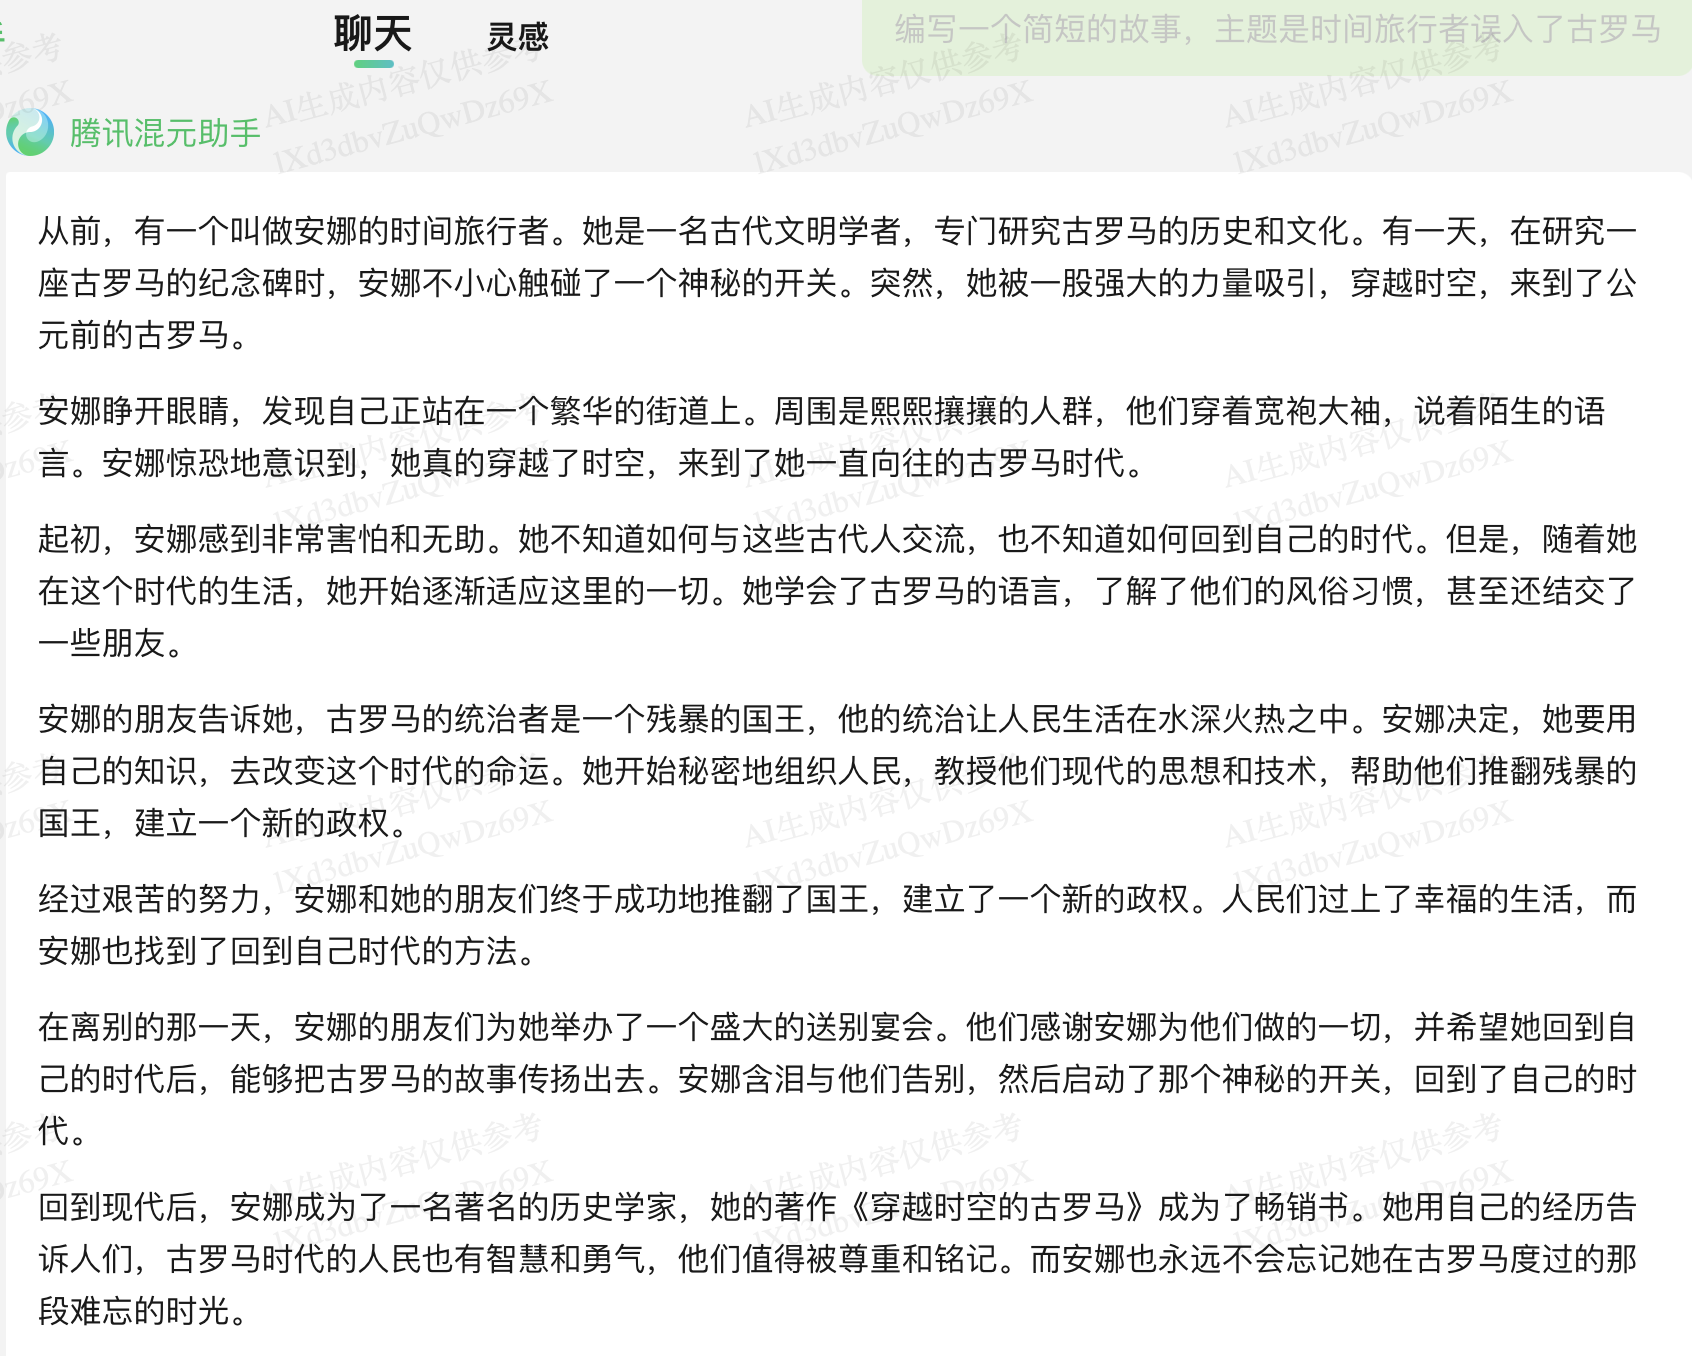 聊天 灵感
编写一个简短的故事，主题是时间旅行者误入了古罗马
腾讯混元助手
从前，有一个叫做安娜的时间旅行者。她是一名古代文明学者，专门研究古罗马的历史和文化。有一天，在研究一
座古罗马的纪念碑时，安娜不小心触碰了一个神秘的开关。突然，她被一股强大的力量吸引，穿越时空，来到了公
元前的古罗马。
安娜睁开眼睛，发现自己正站在一个繁华的街道上。周围是熙熙攘攘的人群，他们穿着宽袍大袖，说着陌生的语
言。安娜惊恐地意识到，她真的穿越了时空，来到了她一直向往的古罗马时代。
起初，安娜感到非常害怕和无助。她不知道如何与这些古代人交流，也不知道如何回到自己的时代。但是，随着她
在这个时代的生活，她开始逐渐适应这里的一切。她学会了古罗马的语言，了解了他们的风俗习惯，甚至还结交了
一些朋友。
安娜的朋友告诉她，古罗马的统治者是一个残暴的国王，他的统治让人民生活在水深火热之中。安娜决定，她要用
自己的知识，去改变这个时代的命运。她开始秘密地组织人民，教授他们现代的思想和技术，帮助他们推翻残暴的
国王，建立一个新的政权。
经过艰苦的努力，安娜和她的朋友们终于成功地推翻了国王，建立了一个新的政权。人民们过上了幸福的生活，而
安娜也找到了回到自己时代的方法。
在离别的那一天，安娜的朋友们为她举办了一个盛大的送别宴会。他们感谢安娜为他们做的一切，并希望她回到自
己的时代后，能够把古罗马的故事传扬出去。安娜含泪与他们告别，然后启动了那个神秘的开关，回到了自己的时
代。
回到现代后，安娜成为了一名著名的历史学家，她的著作《穿越时空的古罗马》成为了畅销书。她用自己的经历告
诉人们，古罗马时代的人民也有智慧和勇气，他们值得被尊重和铭记。而安娜也永远不会忘记她在古罗马度过的那
段难忘的时光。
AI生成内容仅供参考
IXd3dbvZuQwDz69X